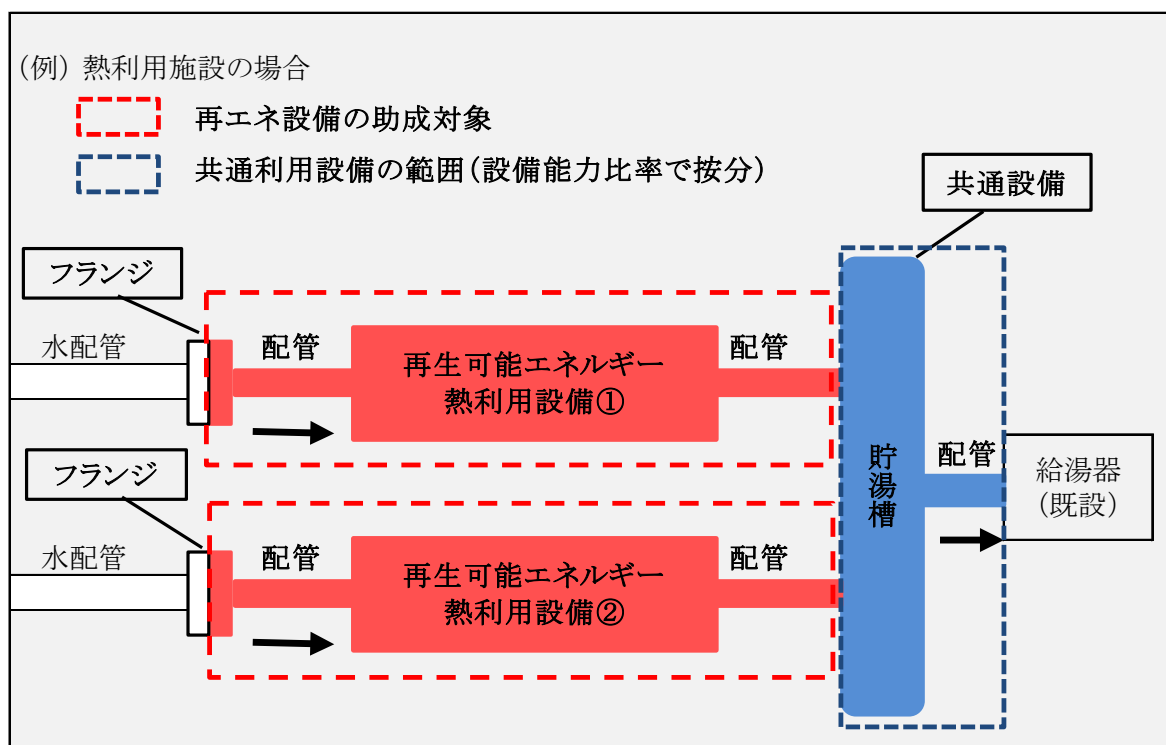 (例) 熱利用施設の場合
再エネ設備の助成対象
共通利用設備の範囲(設備能力比率で按分)
共通設備
フランジ
水配管
配管
再生可能エネルギー
熱利用設備①
配管
フランジ
水配管
配管
再生可能エネルギー
熱利用設備②
配管
貯湯槽
配管
給湯器
(既設)